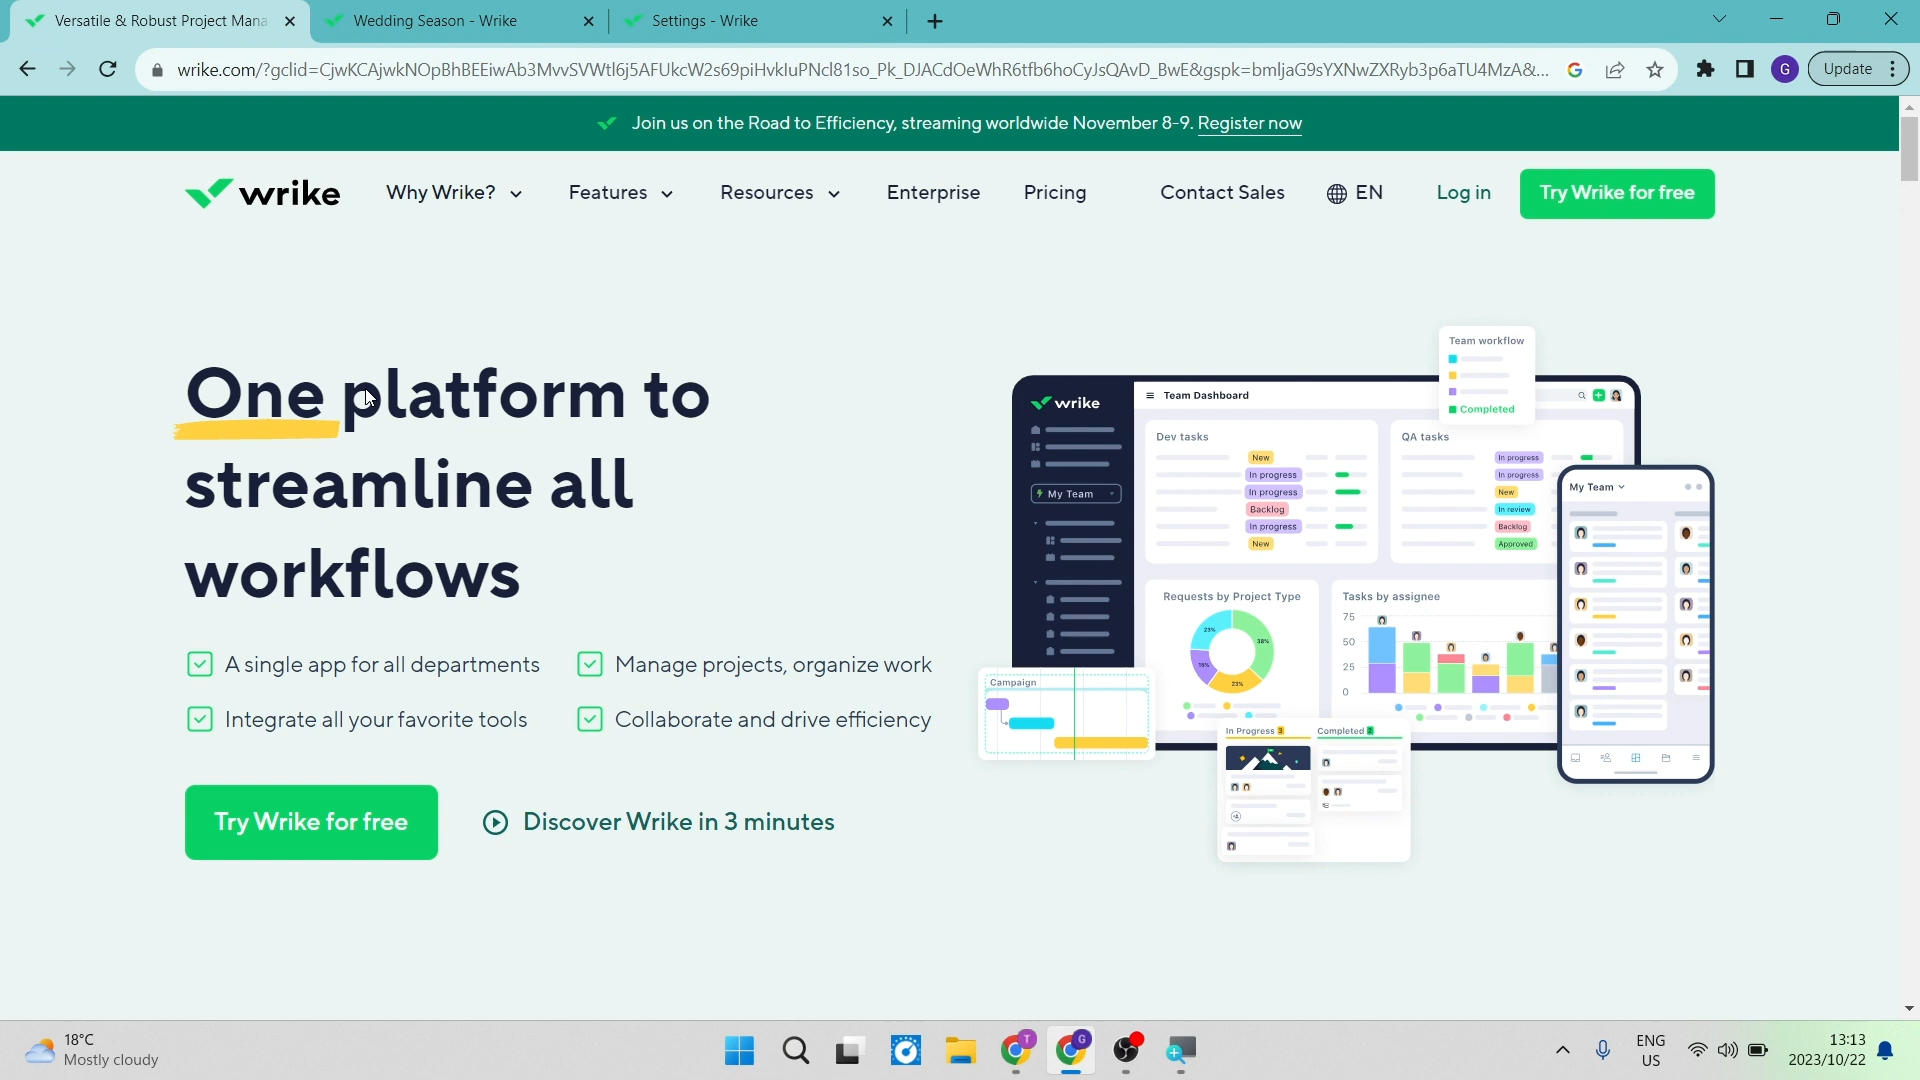 Versatile & Robust Project Mana
Wedding Season - Wrike
Settings - Wrike
wrike.com/?gclid=CjwKCAjwkNOpBhBEEiwAb3MvvSVWtl6j5AFUkcW2s69piHvkluPNcl81so_Pk_DJACdOeWhR6tfb6hoCyJsQAvD_BwE&gspk=bmljaG9sYXNwZXRyb3p6aTU4MzA&...
G
Update
Join us on the Road to Efficiency, streaming worldwide November 8-9. Register now
wrike
Why Wrike?
Features
Resources
Enterprise
Pricing
Contact Sales
EN
Log in
Try Wrike for free
One platform to
streamline all
workflows
A single app for all departments
Manage projects, organize work
Integrate all your favorite tools
Collaborate and drive efficiency
Try Wrike for free
Discover Wrike in 3 minutes
Team workflow
Completed
wrike
Team Dashboard
My Team
Dev tasks
New
In progress
In progress
Backlog
In progress
New
QA tasks
In progress
In progress
New
In review
Backlog
Approved
My Team
Requests by Project Type
23%
38%
16%
23%
Tasks by assignee
75
50
25
0
Campaign
In Progress 3
Completed 2
18°C
Mostly cloudy
T
G
ENG
US
13:13
2023/10/22